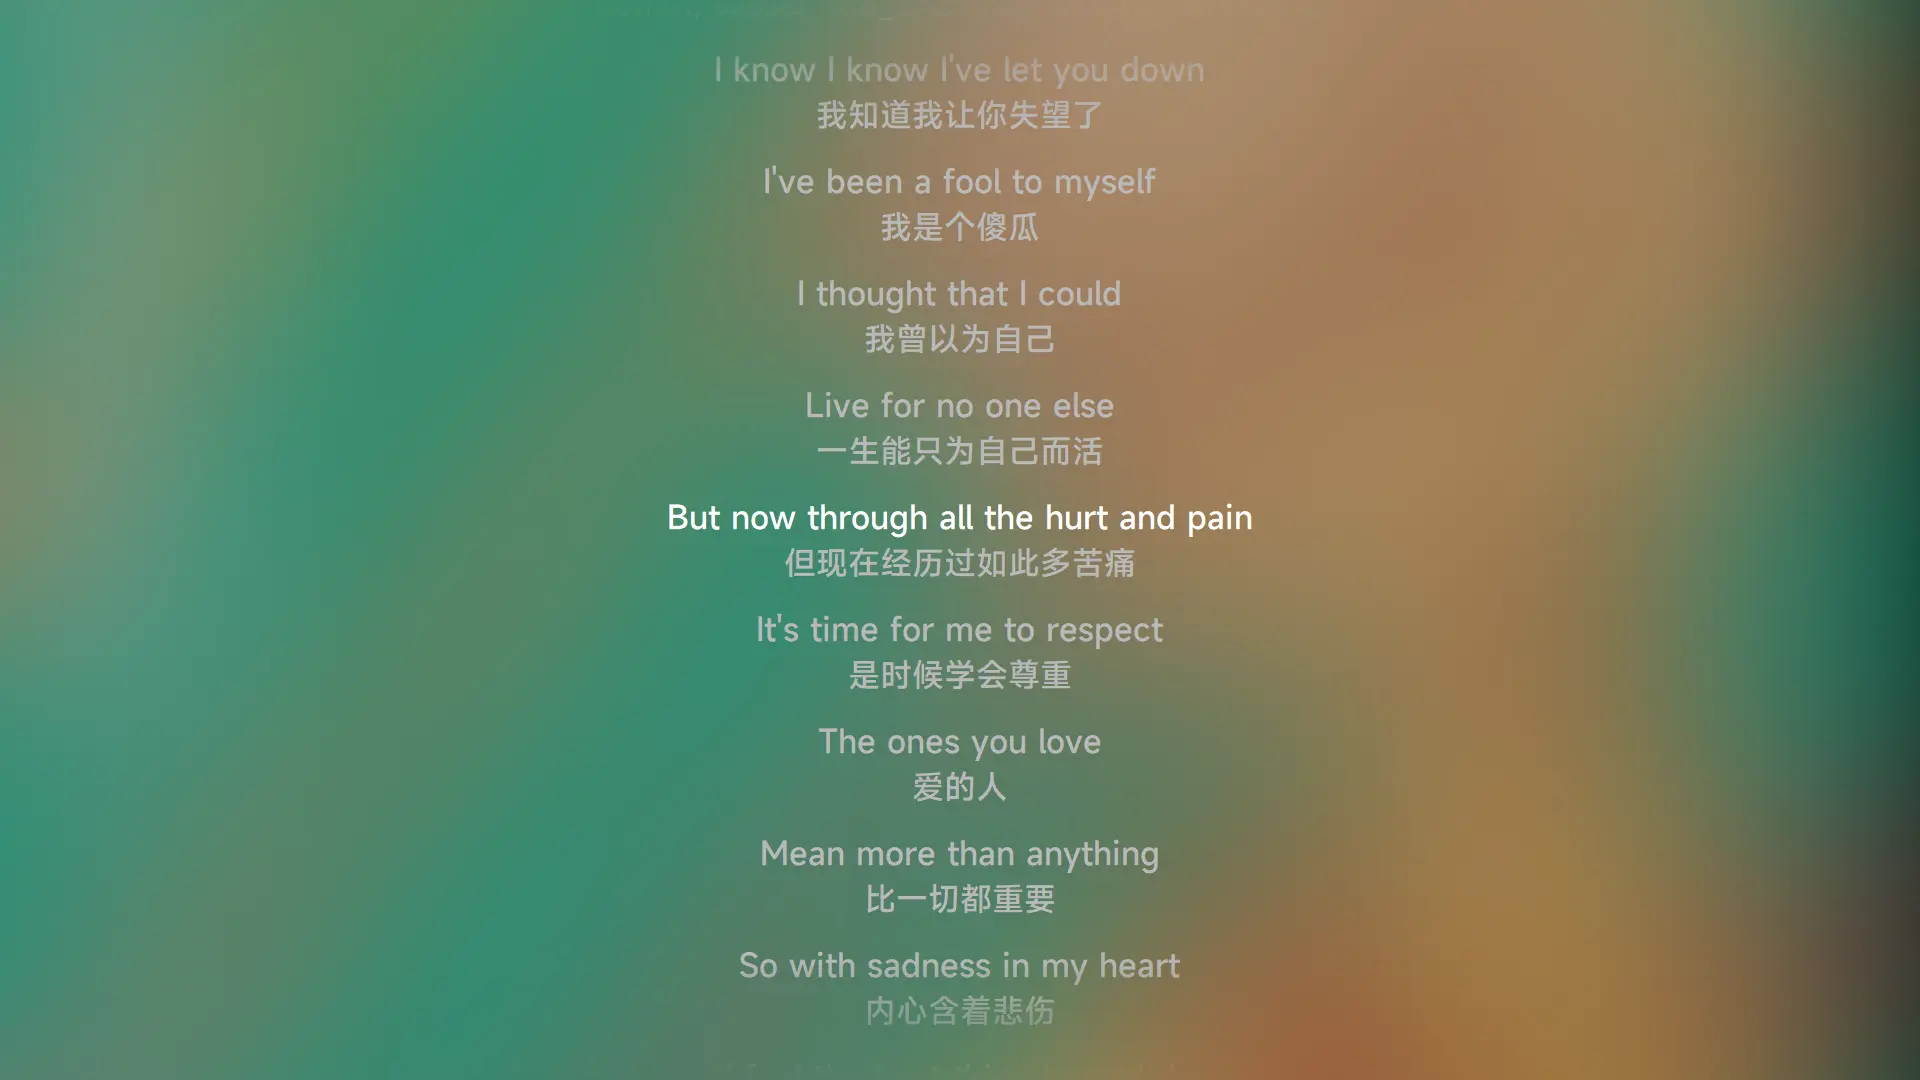 I know I know I've let you down
我知道我让你失望了
I've been a fool to myself
我是个傻瓜
I thought that I could
我曾以为自己
Live for no one else
一生能只为自己而活
But now through all the hurt and pain
但现在经历过如此多苦痛
It's time for me to respect
是时候学会尊重
The ones you love
爱的人
Mean more than anything
比一切都重要
So with sadness in my heart
内心含着悲伤